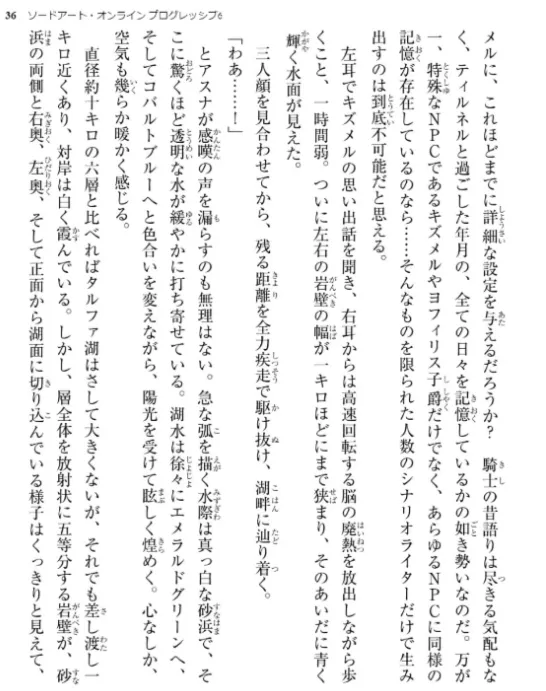 36 ソードアート・オンライン プログレッシブ6
メルに、これほどまでに詳細な設定を与えるだろうか? 騎士の昔語りは尽きる気配もな
く、ティルネルと過ごした年月の、全ての日々を記憶しているかの如き勢いなのだ。万が
一、特殊なNPCであるキズメルやヨフィリス子爵だけでなく、あらゆるNPCに同様の
記憶が存在しているのなら……そんなものを限られた人数のシナリオライターだけで生み
出すのは到底不可能だと思える。
左耳でキズメルの思い出話を聞き、右耳からは高速回転する脳の廃熱を放出しながら歩
くこと、一時間弱。ついに左右の岩壁の幅が一キロほどにまで狭まり、そのあいだに青く
輝く水面が見えた。
三人顔を見合わせてから、残る距離を全力疾走で駆け抜け、湖畔に辿り着く。
「わあ……!」
とアスナが感嘆の声を漏らすのも無理はない。急な弧を描く水際は真っ白な砂浜で、そ
こに驚くほど透明な水が緩やかに打ち寄せている。湖水は徐々にエメラルドグリーンへ、
そしてコバルトブルーへと色合いを変えながら、陽光を受けて眩しく煌めく。心なしか、
空気も幾らか暖かく感じる。
直径約十キロの六層と比べればタルファ湖はさして大きくないが、それでも差し渡し一
キロ近くあり、対岸は白く霞んでいる。しかし、層全体を放射状に五等分する岩壁が、砂
浜の両側と右奥、左奥、そして正面から湖面に切り込んでいる様子はくっきりと見えて、